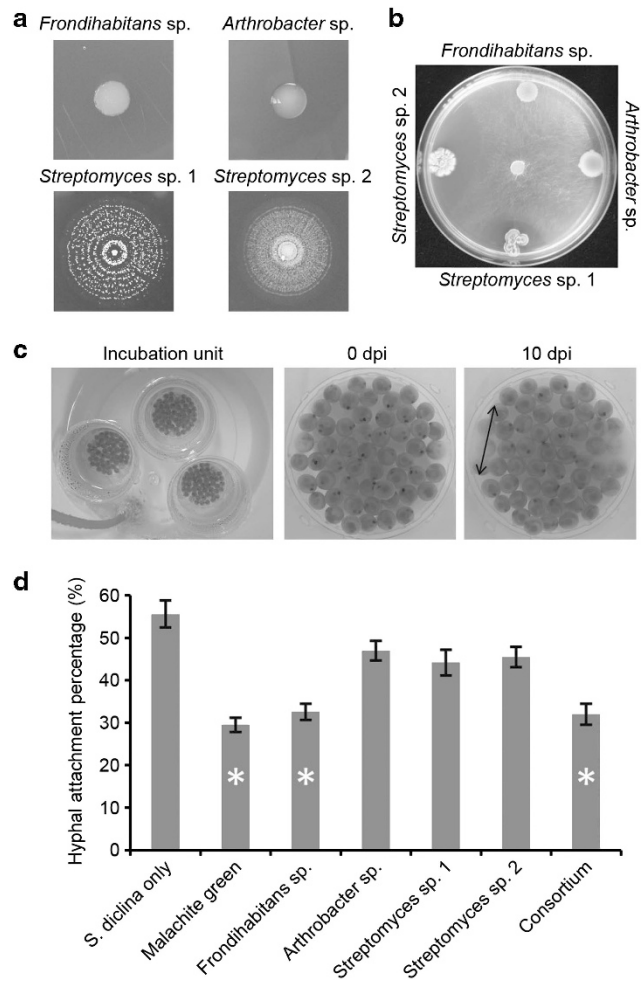 a
Frondihabitans sp.
Arthrobacter sp.
Streptomyces sp. 1
Streptomyces sp. 2
b
Frondihabitans sp.
Streptomyces sp. 2
Arthrobacter sp.
Streptomyces sp. 1
c
Incubation unit
0 dpi
10 dpi
d
Hyphal attachment percentage (%)
60
50
40
30
20
10
0
*
*
*
S. diclina only
Malachite green
Frondihabitans sp.
Arthrobacter sp.
Streptomyces sp. 1
Streptomyces sp. 2
Consortium